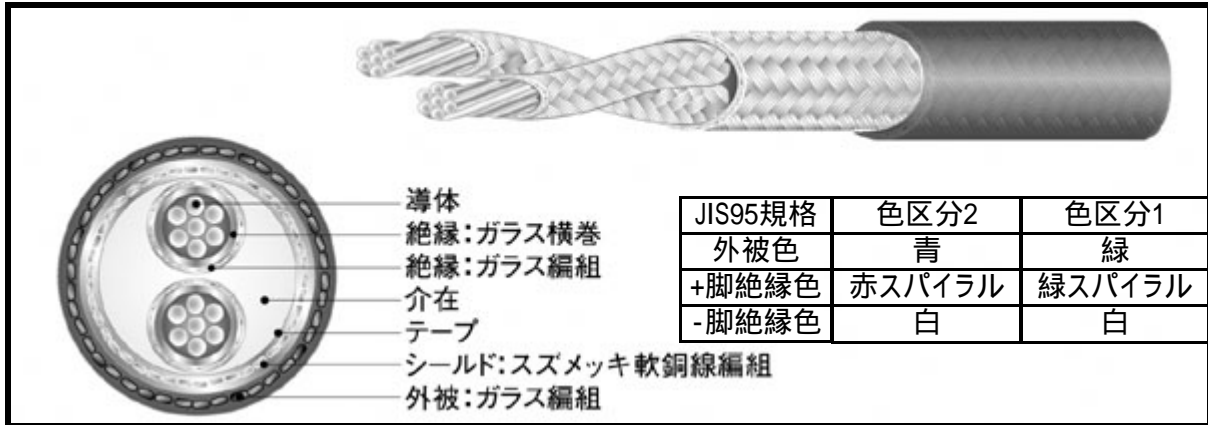 導体
絶縁：ガラス横巻
絶縁：ガラス編組
介在
テープ
シールド：スズメッキ軟銅線編組
外被：ガラス編組
JIS95規格 色区分2 色区分1
外被色 青 緑
+脚絶縁色 赤スパイラル 緑スパイラル
-脚絶縁色 白 白